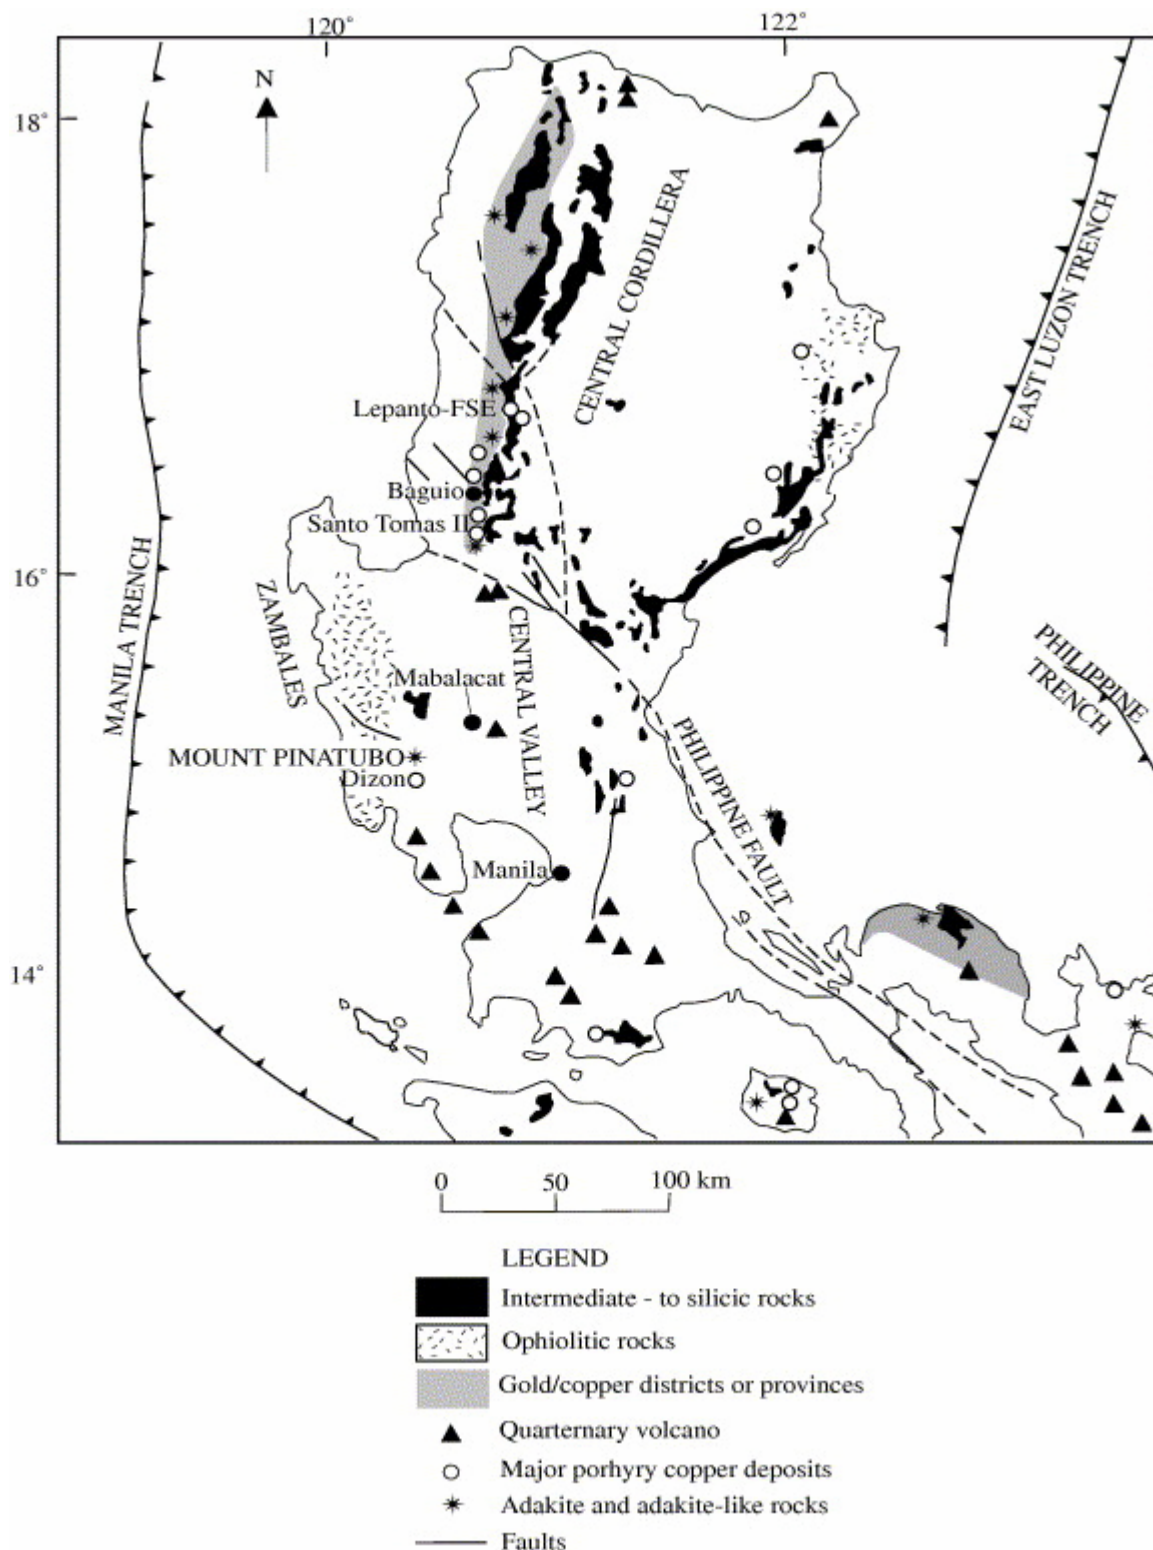 120°
122°
N
18°
CENTRAL CORDILLERA
EAST LUZON TRENCH
Lepanto-FSE
Baguio
Santo Tomas II
16°
MANILA TRENCH
ZAMBALES
CENTRAL VALLEY
PHILIPPINE
TRENCH
Mabalacat
MOUNT PINATUBO
Dizon
PHILIPPINE FAULT
Manila
14°
0 50 100 km
LEGEND
Intermediate - to silicic rocks
Ophiolitic rocks
Gold/copper districts or provinces
Quarternary volcano
Major porhyry copper deposits
Adakite and adakite-like rocks
Faults